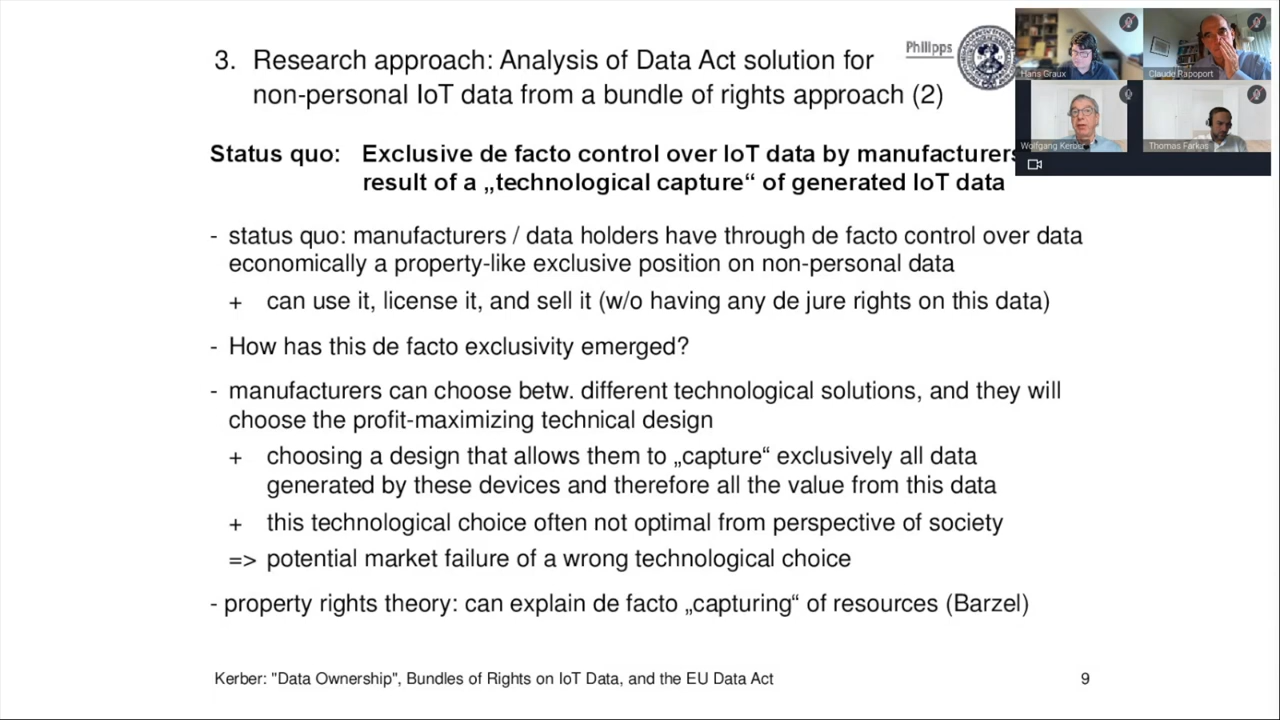 3. Research approach: Analysis of Data Act solution for
non-personal IoT data from a bundle of rights approach (2)
Philipps
Hans Graux
Claude Rapoport
Wolfgang Kerber
Thomas Farkas
Status quo: Exclusive de facto control over IoT data by manufacturers
result of a „technological capture“ of generated IoT data
- status quo: manufacturers / data holders have through de facto control over data
economically a property-like exclusive position on non-personal data
+ can use it, license it, and sell it (w/o having any de jure rights on this data)
- How has this de facto exclusivity emerged?
- manufacturers can choose betw. different technological solutions, and they will
choose the profit-maximizing technical design
+ choosing a design that allows them to „capture“ exclusively all data
generated by these devices and therefore all the value from this data
+ this technological choice often not optimal from perspective of society
=> potential market failure of a wrong technological choice
- property rights theory: can explain de facto „capturing“ of resources (Barzel)
Kerber: "Data Ownership", Bundles of Rights on IoT Data, and the EU Data Act
9